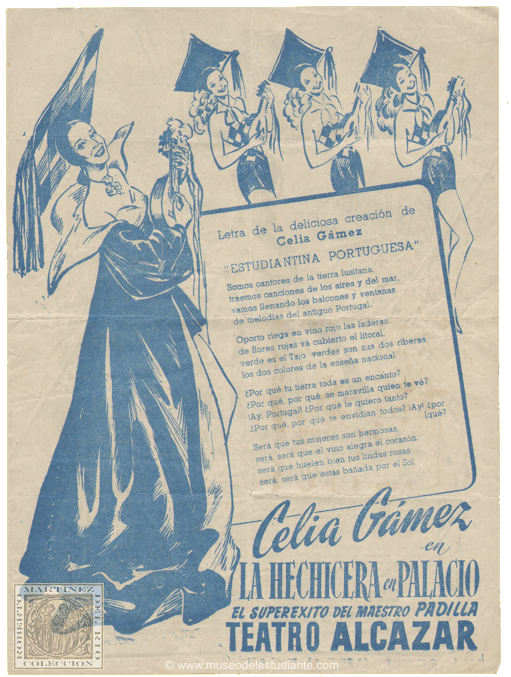 Letra de la deliciosa creación de
Celia Gámez
"ESTUDIANTINA PORTUGUESA"
Somos cantores de la tierra lusitana,
traemos canciones de los aires y del mar,
vamos llenando los balcones y ventanas
de melodías del antiguo Portugal.
Oporto riega en vino rojo las laderas
de flores rojas vá cubierto el litoral,
verde es el Tajo verdes son sus dos riberas
los dos colores de la enseña nacional.
¿Por qué tu tierra toda es un encanto?
¿Por qué, por qué, se maravilla quien te vé?
¡Ay, Portugal! ¿Por qué te quiero tanto?
¿Por qué, por qué te envidian todos? ¡Ay! ¿por
[qué?
Será que tus mujeres son hermosas
será, será que el vino alegra el corazón
será que huelen bien tus lindas rosas
será, será que estás bañada por el Sol.
Celia Gámez
en
LA HECHICERA en PALACIO
EL SUPEREXITO DEL MAESTRO PADILLA
TEATRO ALCAZAR
ROBERTO
MARTINEZ
DEL RIO
COLECCION
© www.museodelestudiante.com